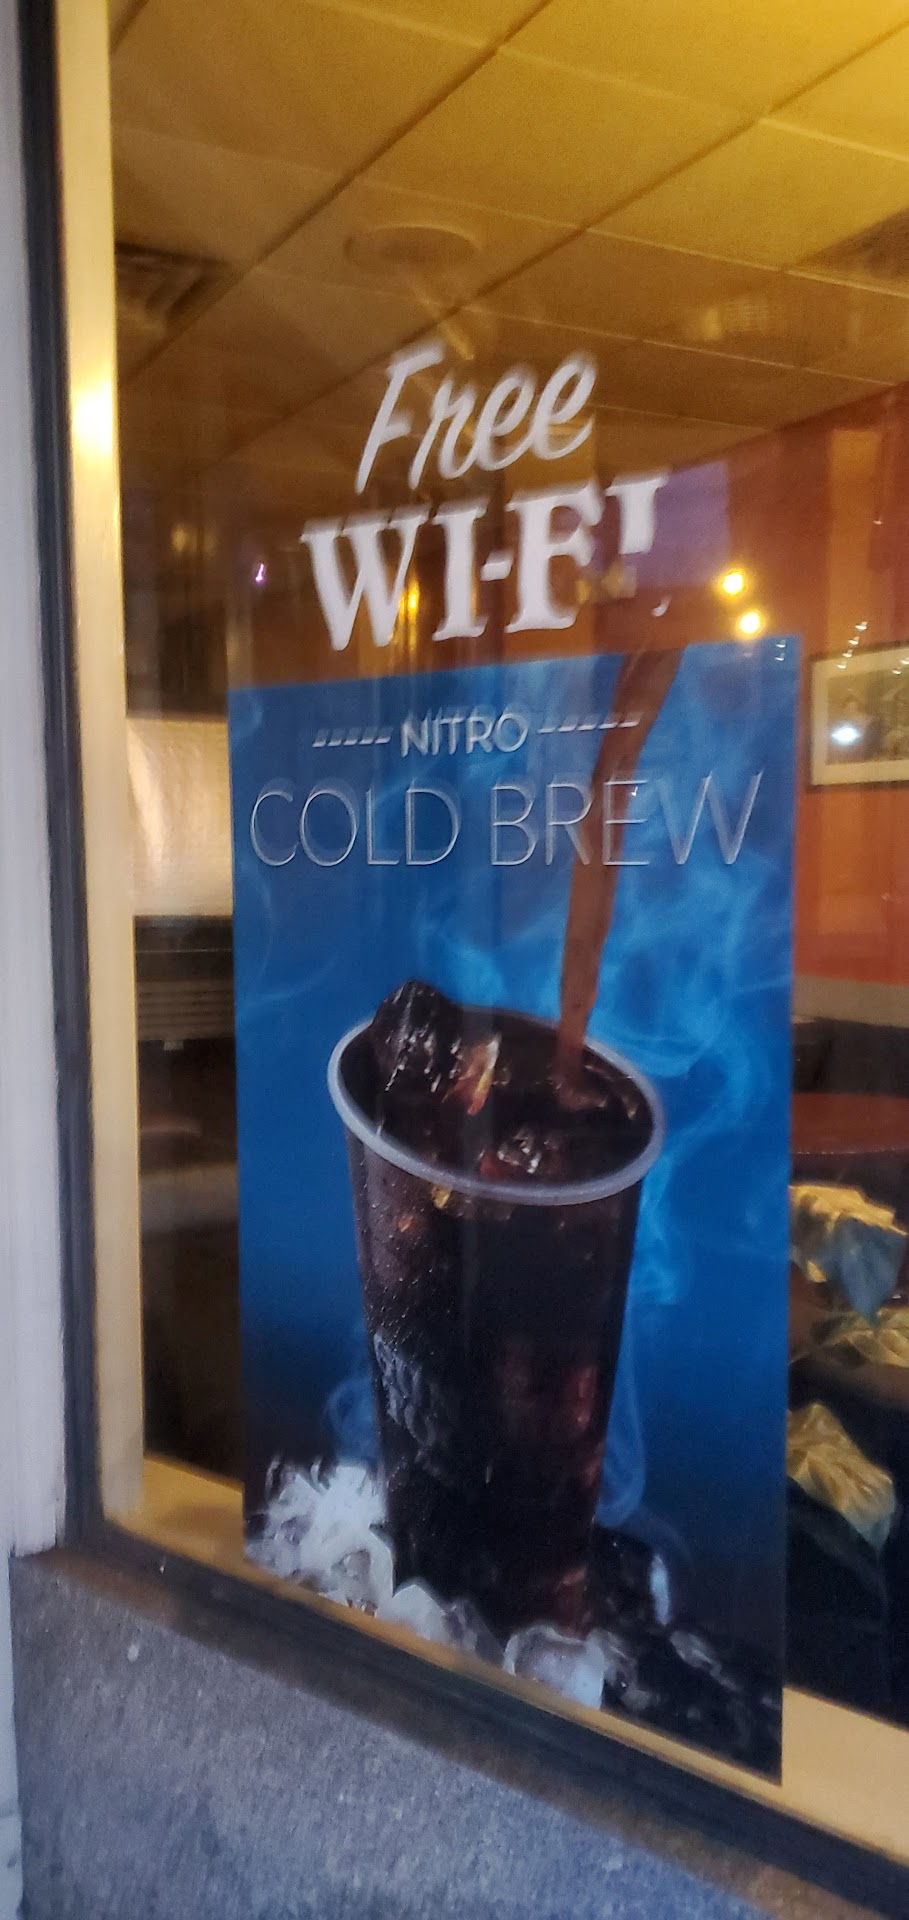 Free
WI-FI
----- NITRO -----
COLD BREW